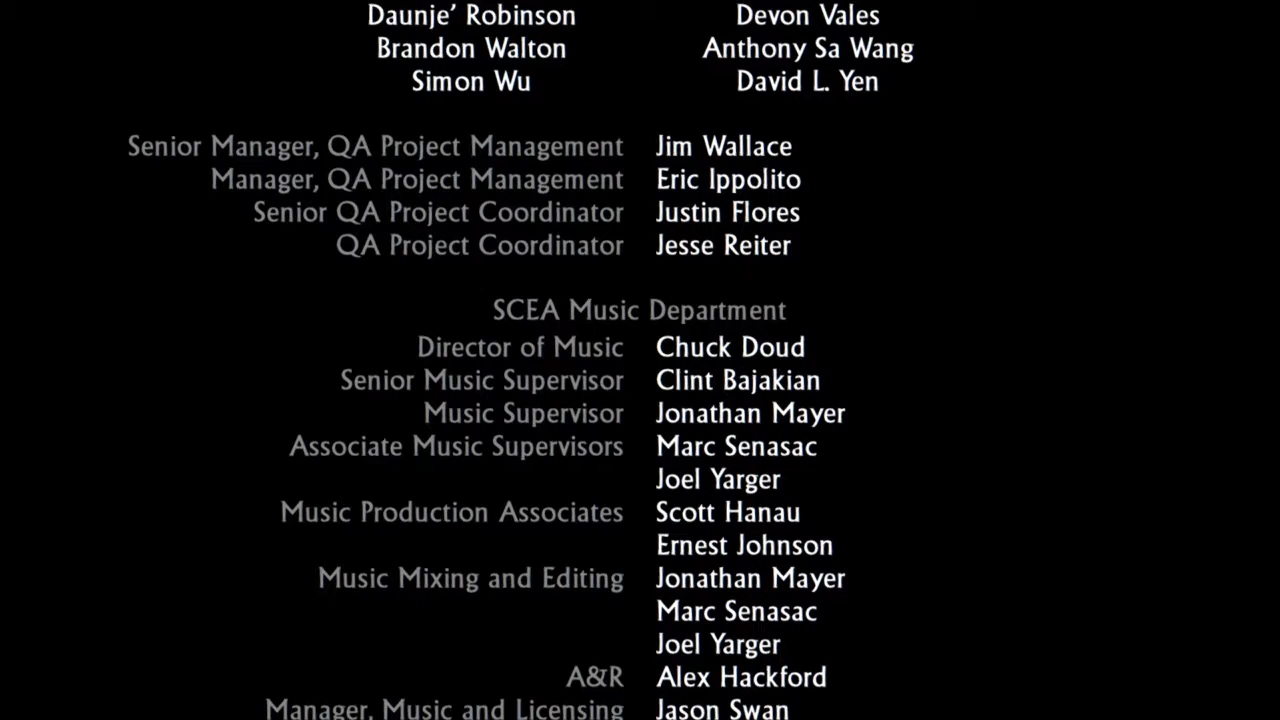 Daunje’ Robinson Devon Vales
Brandon Walton Anthony Sa Wang
Simon Wu David L. Yen
Senior Manager, QA Project Management Jim Wallace
Manager, QA Project Management Eric Ippolito
Senior QA Project Coordinator Justin Flores
QA Project Coordinator Jesse Reiter
SCEA Music Department
Director of Music Chuck Doud
Senior Music Supervisor Clint Bajakian
Music Supervisor Jonathan Mayer
Associate Music Supervisors Marc Senasac
Joel Yarger
Music Production Associates Scott Hanau
Ernest Johnson
Music Mixing and Editing Jonathan Mayer
Marc Senasac
Joel Yarger
A&R Alex Hackford
Manager, Music and Licensing Jason Swan